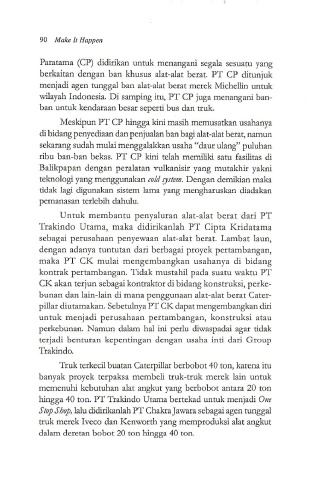 90 Make It Happen
Paratama (CP) didirikan untuk menangani segala sesuatu yang
berkaitan dengan ban khusus alat-alat berat. PT CP ditunjuk
menjadi agen tunggal ban alat-alat berat merek Michellin untuk
wilayah Indonesia. Di samping itu, PT CP juga menangani ban-
ban untuk kendaraan besar seperti bus dan truk.
Meskipun PT CP hingga kini masih memusatkan usahanya
di bidang penyediaan dan penjualan ban bagi alat-alat berat, namun
sekarang sudah mulai menggalakkan usaha “daur ulang” puluhan
ribu ban-ban bekas. PT CP kini telah memiliki satu fasilitas di
Balikpapan dengan peralatan vulkanisir yang mutakhir yakni
teknologi yang menggunakan cold system. Dengan demikian maka
tidak lagi digunakan sistem lama yang mengharuskan diadakan
pemanasan terlebih dahulu.
Untuk membantu penyaluran alat-alat berat dari PT
Trakindo Utama, maka didirikanlah PT Cipta Kridatama
sebagai perusahaan penyewaan alat-alat berat. Lambat laun,
dengan adanya tuntutan dari berbagai proyek pertambangan,
maka PT CK mulai mengembangkan usahanya di bidang
kontrak pertambangan. Tidak mustahil pada suatu waktu PT
CK akan terjun sebagai kontraktor di bidang konstruksi, perke-
bunan dan lain-lain di mana penggunaan alat-alat berat Cater-
pillar diutamakan. Sebetulnya PT CK dapat mengembangkan diri
untuk menjadi perusahaan pertambangan, konstruksi atau
perkebunan. Namun dalam hal ini perlu diwaspadai agar tidak
terjadi benturan kepentingan dengan usaha inti dari Group
Trakindo.
Truk terkecil buatan Caterpillar berbobot 40 ton, karena itu
banyak proyek terpaksa membeli truk-truk merek lain untuk
memenuhi kebutuhan alat angkut yang berbobot antara 20 ton
hingga 40 ton. PT Trakindo Utama bertekad untuk menjadi One
Stop Shop, lalu didirikanlah PT Chakra Jawara sebagai agen tunggal
truk merek Iveco dan Kenworth yang memproduksi alat angkut
dalam deretan bobot 20 ton hingga 40 ton.